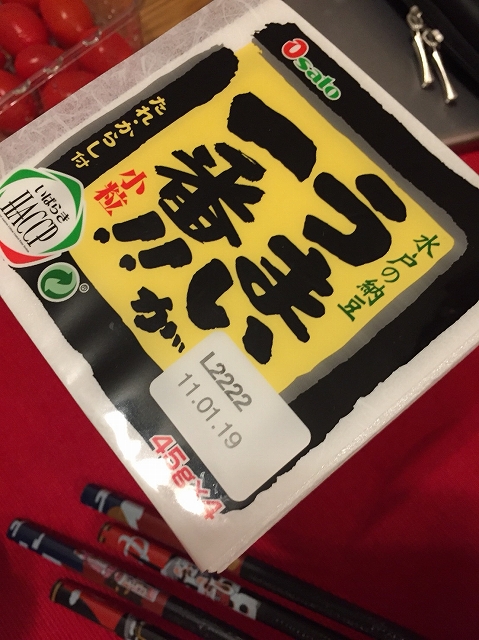 Osato
水戸の納豆
うまい
が...
一番!!
小粒
たれ・からし付
いばらき
HACCP
®
L2222
11.01.19
45g×4